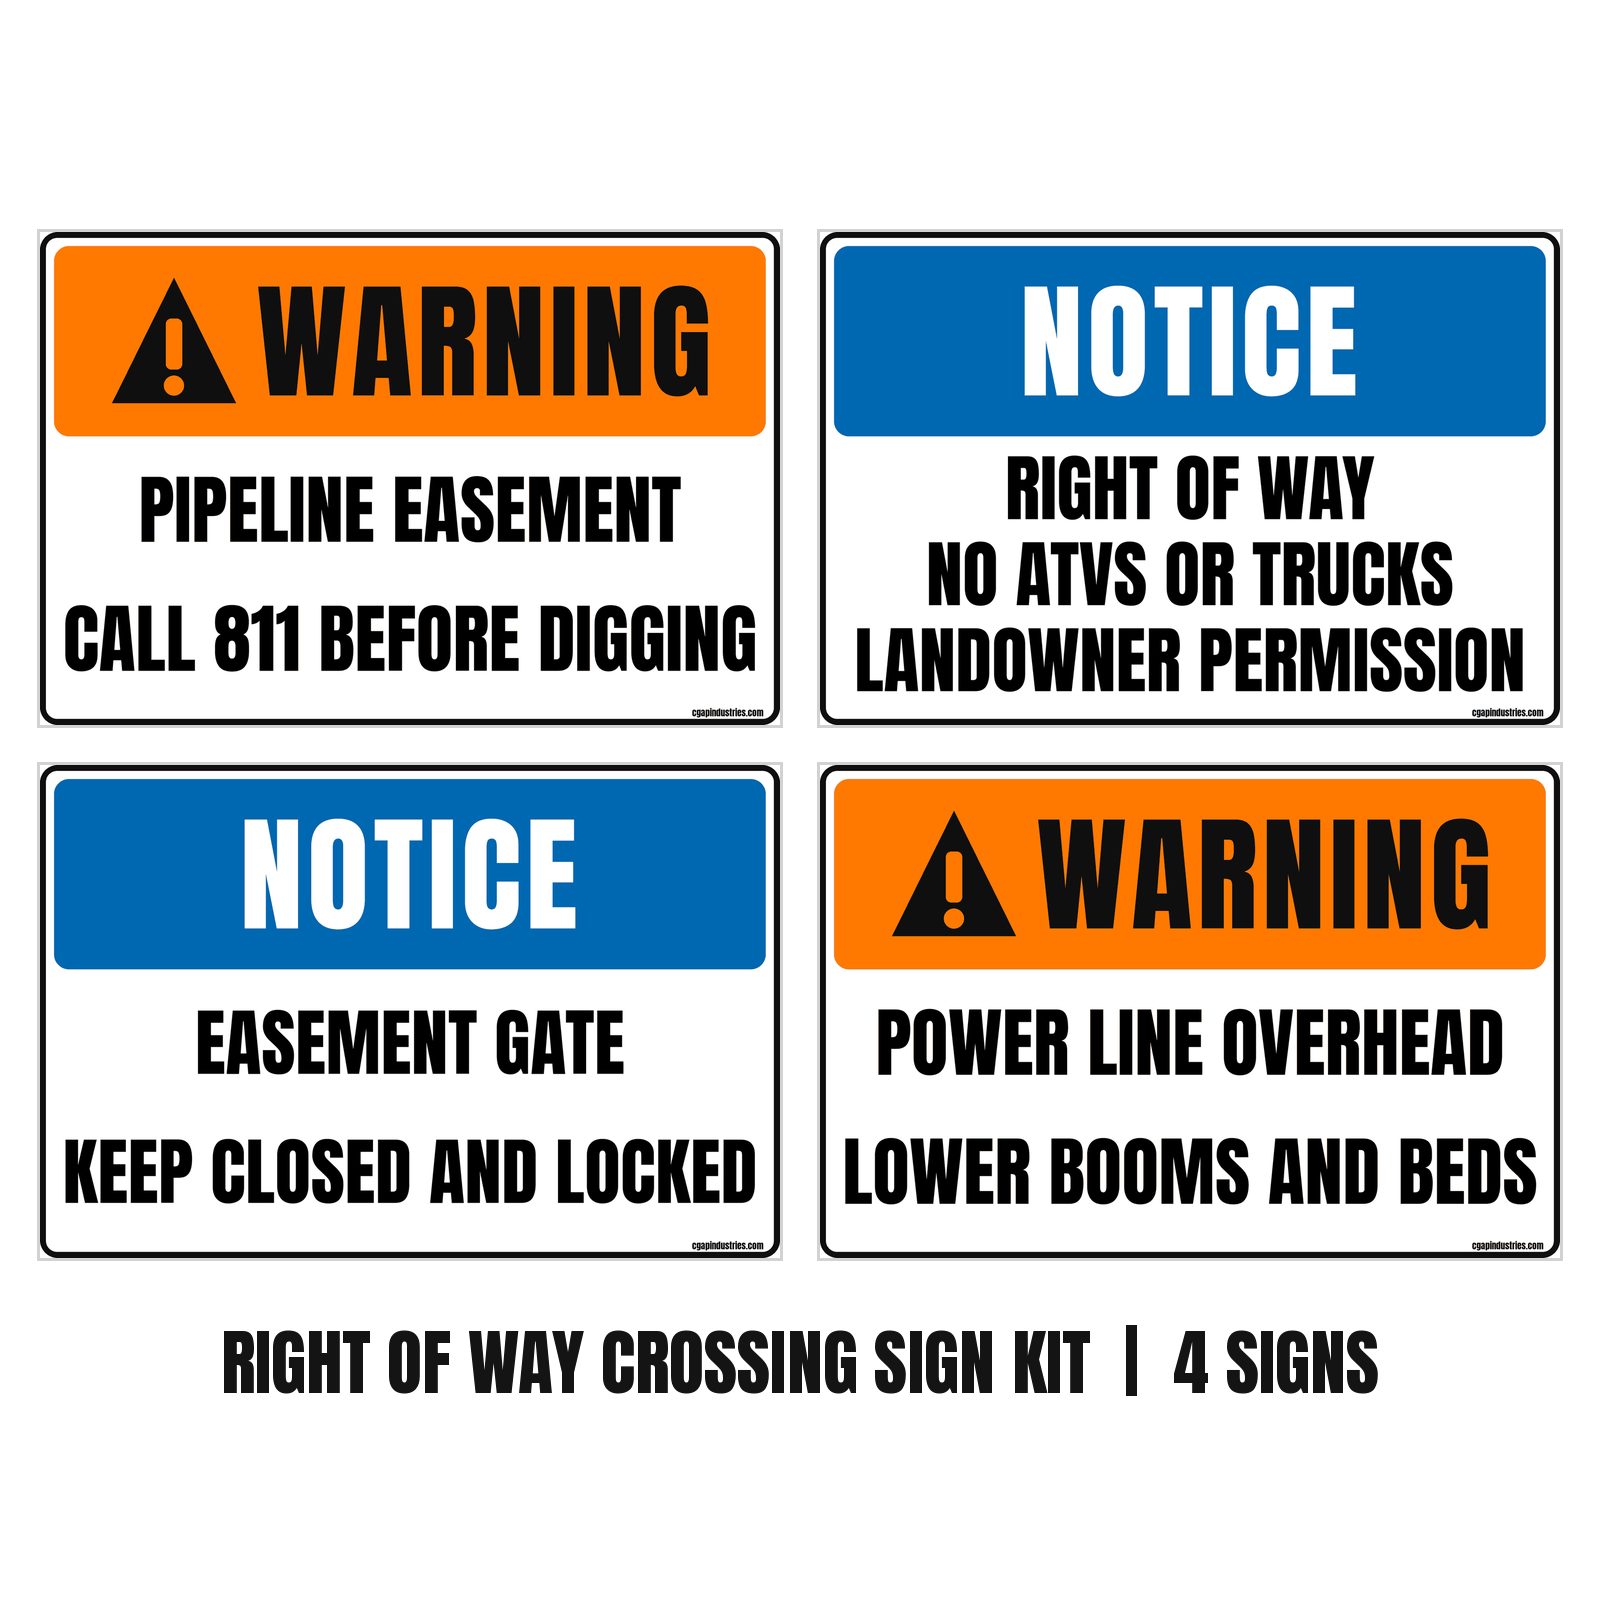 WARNING
PIPELINE EASEMENT
CALL 811 BEFORE DIGGING
cgapindustries.com
NOTICE
RIGHT OF WAY
NO ATVS OR TRUCKS
LANDOWNER PERMISSION
cgapindustries.com
NOTICE
EASEMENT GATE
KEEP CLOSED AND LOCKED
cgapindustries.com
WARNING
POWER LINE OVERHEAD
LOWER BOOMS AND BEDS
cgapindustries.com
RIGHT OF WAY CROSSING SIGN KIT | 4 SIGNS